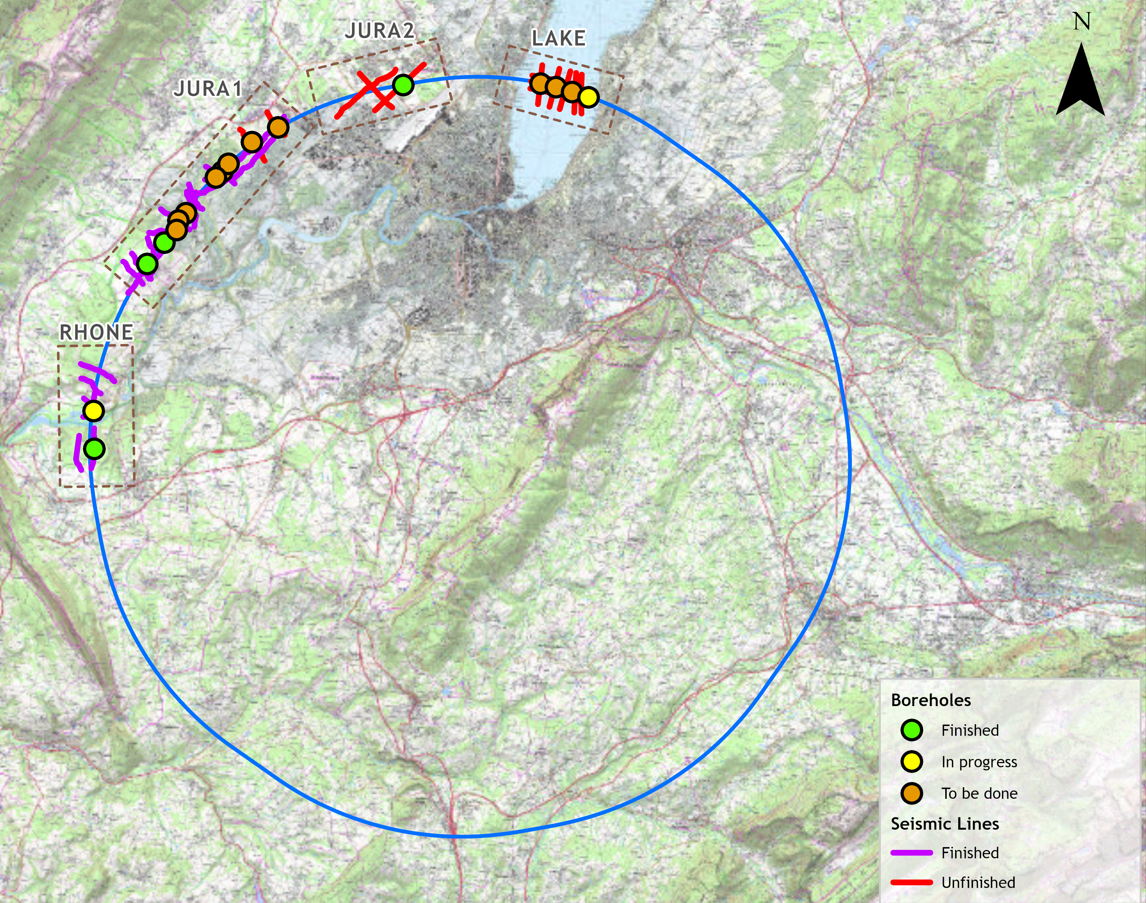 JURA2
LAKE
N
JURA1
RHONE
Boreholes
Finished
In progress
To be done
Seismic Lines
Finished
Unfinished